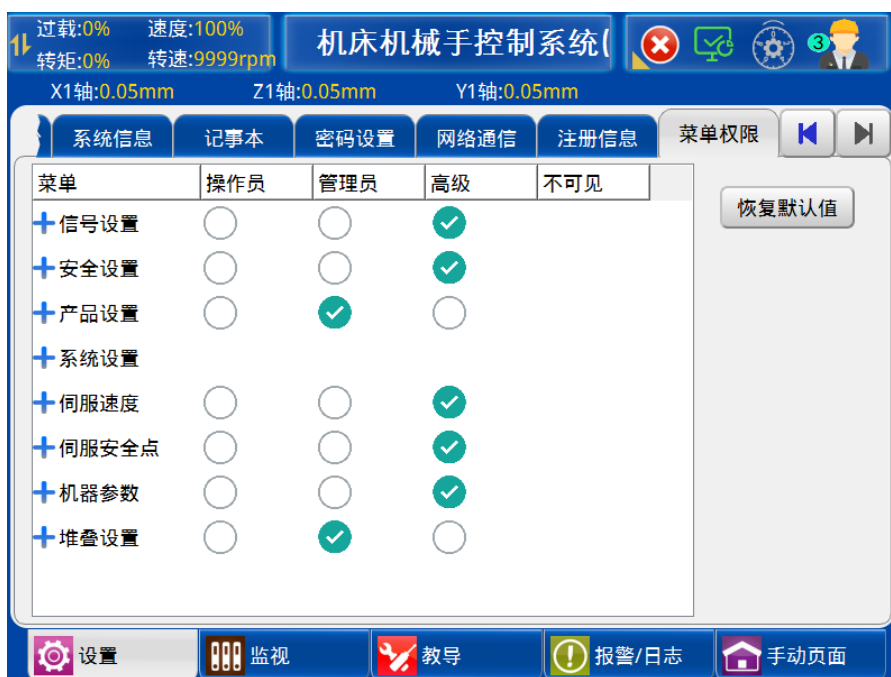 过载:0% 速度:100%
转矩:0% 转速:9999rpm
机床机械手控制系统(
3
X1轴:0.05mm Z1轴:0.05mm Y1轴:0.05mm
系统信息 记事本 密码设置 网络通信 注册信息 菜单权限
菜单 操作员 管理员 高级 不可见
恢复默认值
信号设置
安全设置
产品设置
系统设置
伺服速度
伺服安全点
机器参数
堆叠设置
设置 监视 教导 报警/日志 手动页面